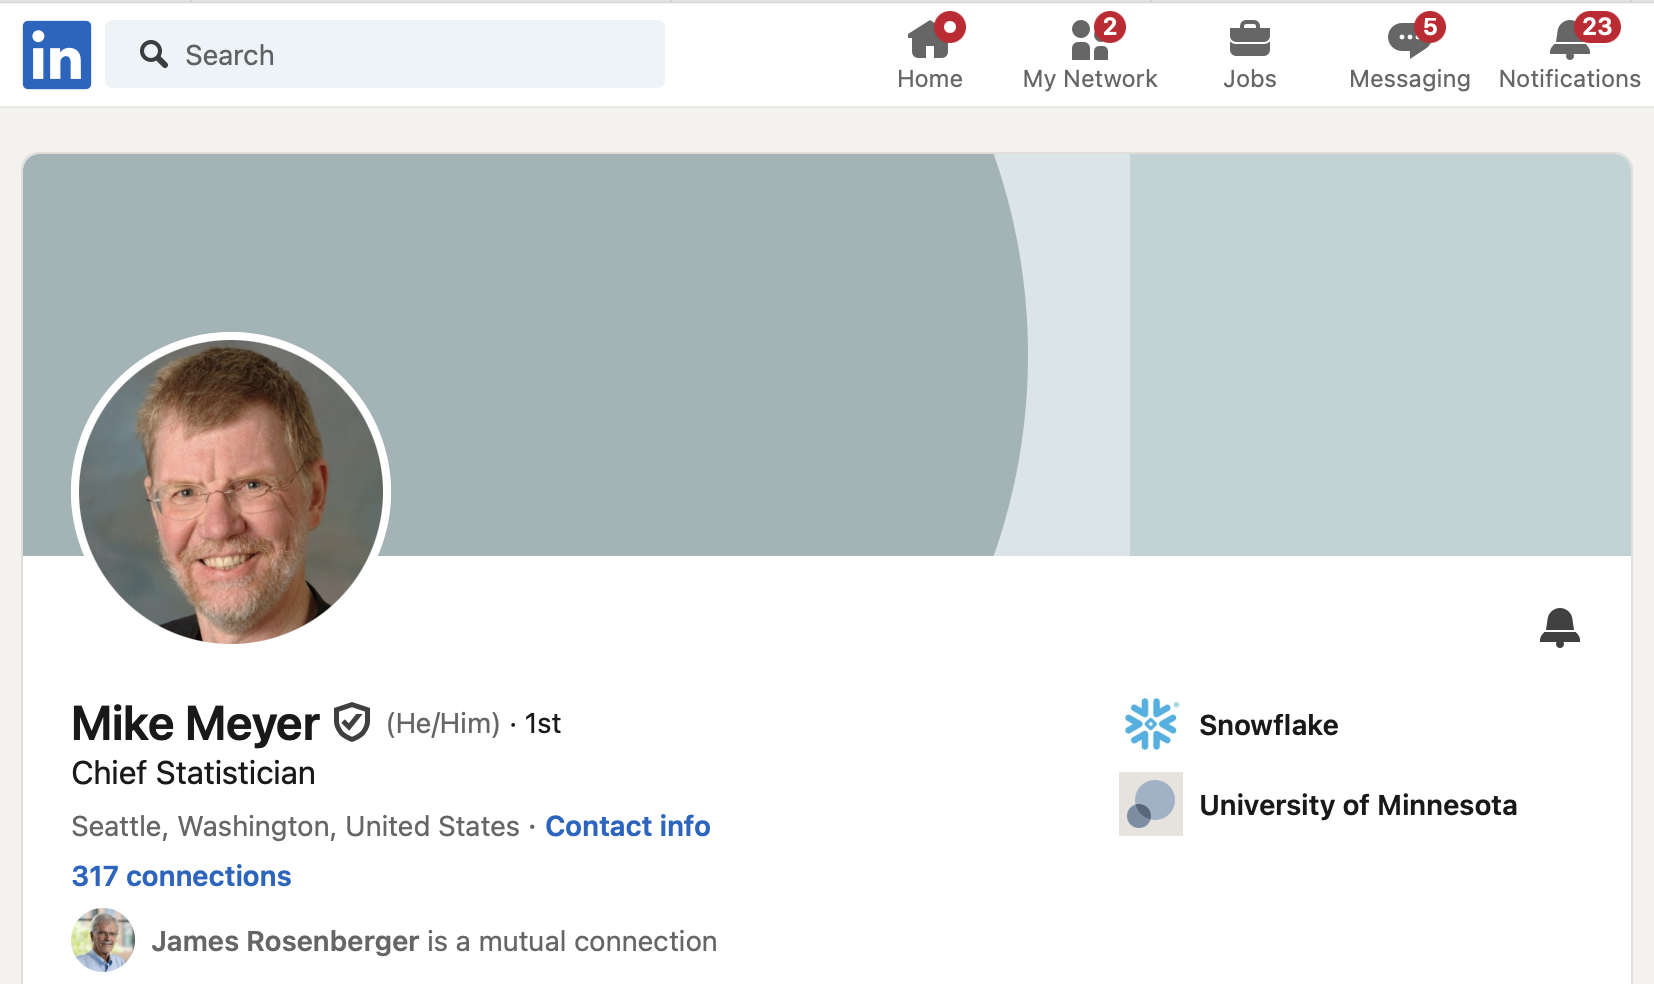 in
Search
Home
2
My Network
Jobs
5
Messaging
23
Notifications
Mike Meyer (He/Him) · 1st
Chief Statistician
Seattle, Washington, United States · Contact info
317 connections
James Rosenberger is a mutual connection
Snowflake
University of Minnesota